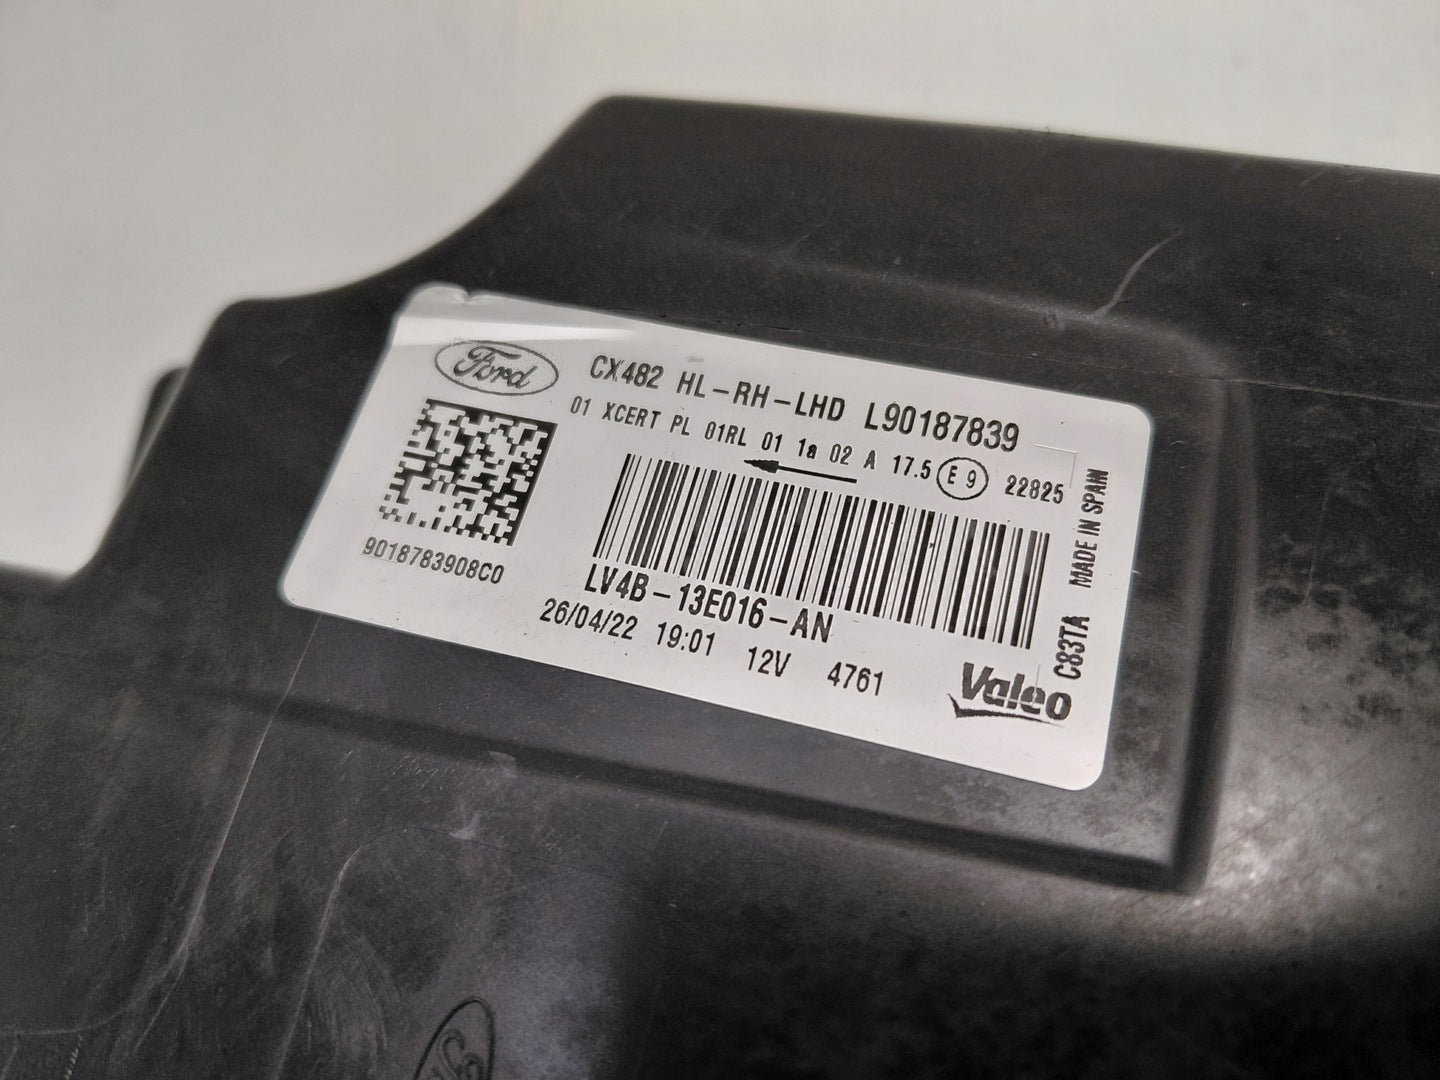 Ford
CX482 HL-RH-LHD L90187839
01 XCERT PL 01RL 01 1a 02 A 17.5 E 9 22825
9018783908C0
LV4B-13E016-AN
26/04/22 19:01 12V 4761
Valeo
C83TA MADE IN SPAIN